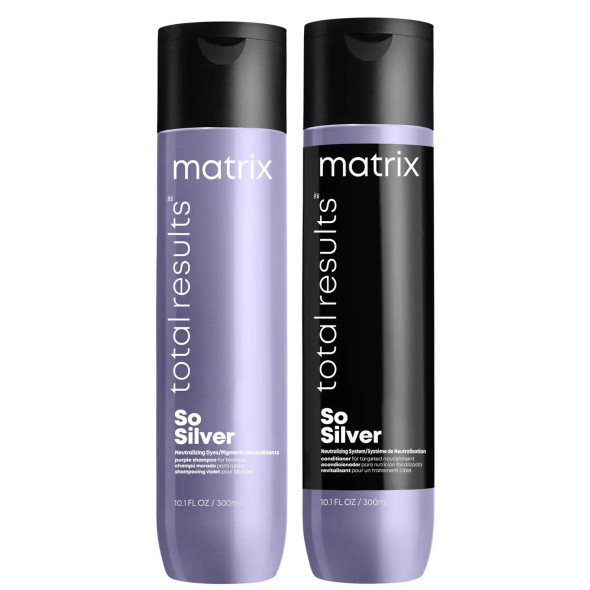 matrix
total results
So
Silver
Neutralizing Dyes/Pigments Neutralisants
purple shampoo for blondes
champú morado para rubios
shampooing violet pour blondes
10.1 FL OZ / 300ml
matrix
total results
So
Silver
Neutralizing System/Système de Neutralisation
conditioner for targeted nourishment
acondicionador para nutrición focalizada
revitalisant pour un traitement ciblé
10.1 FL OZ / 300ml